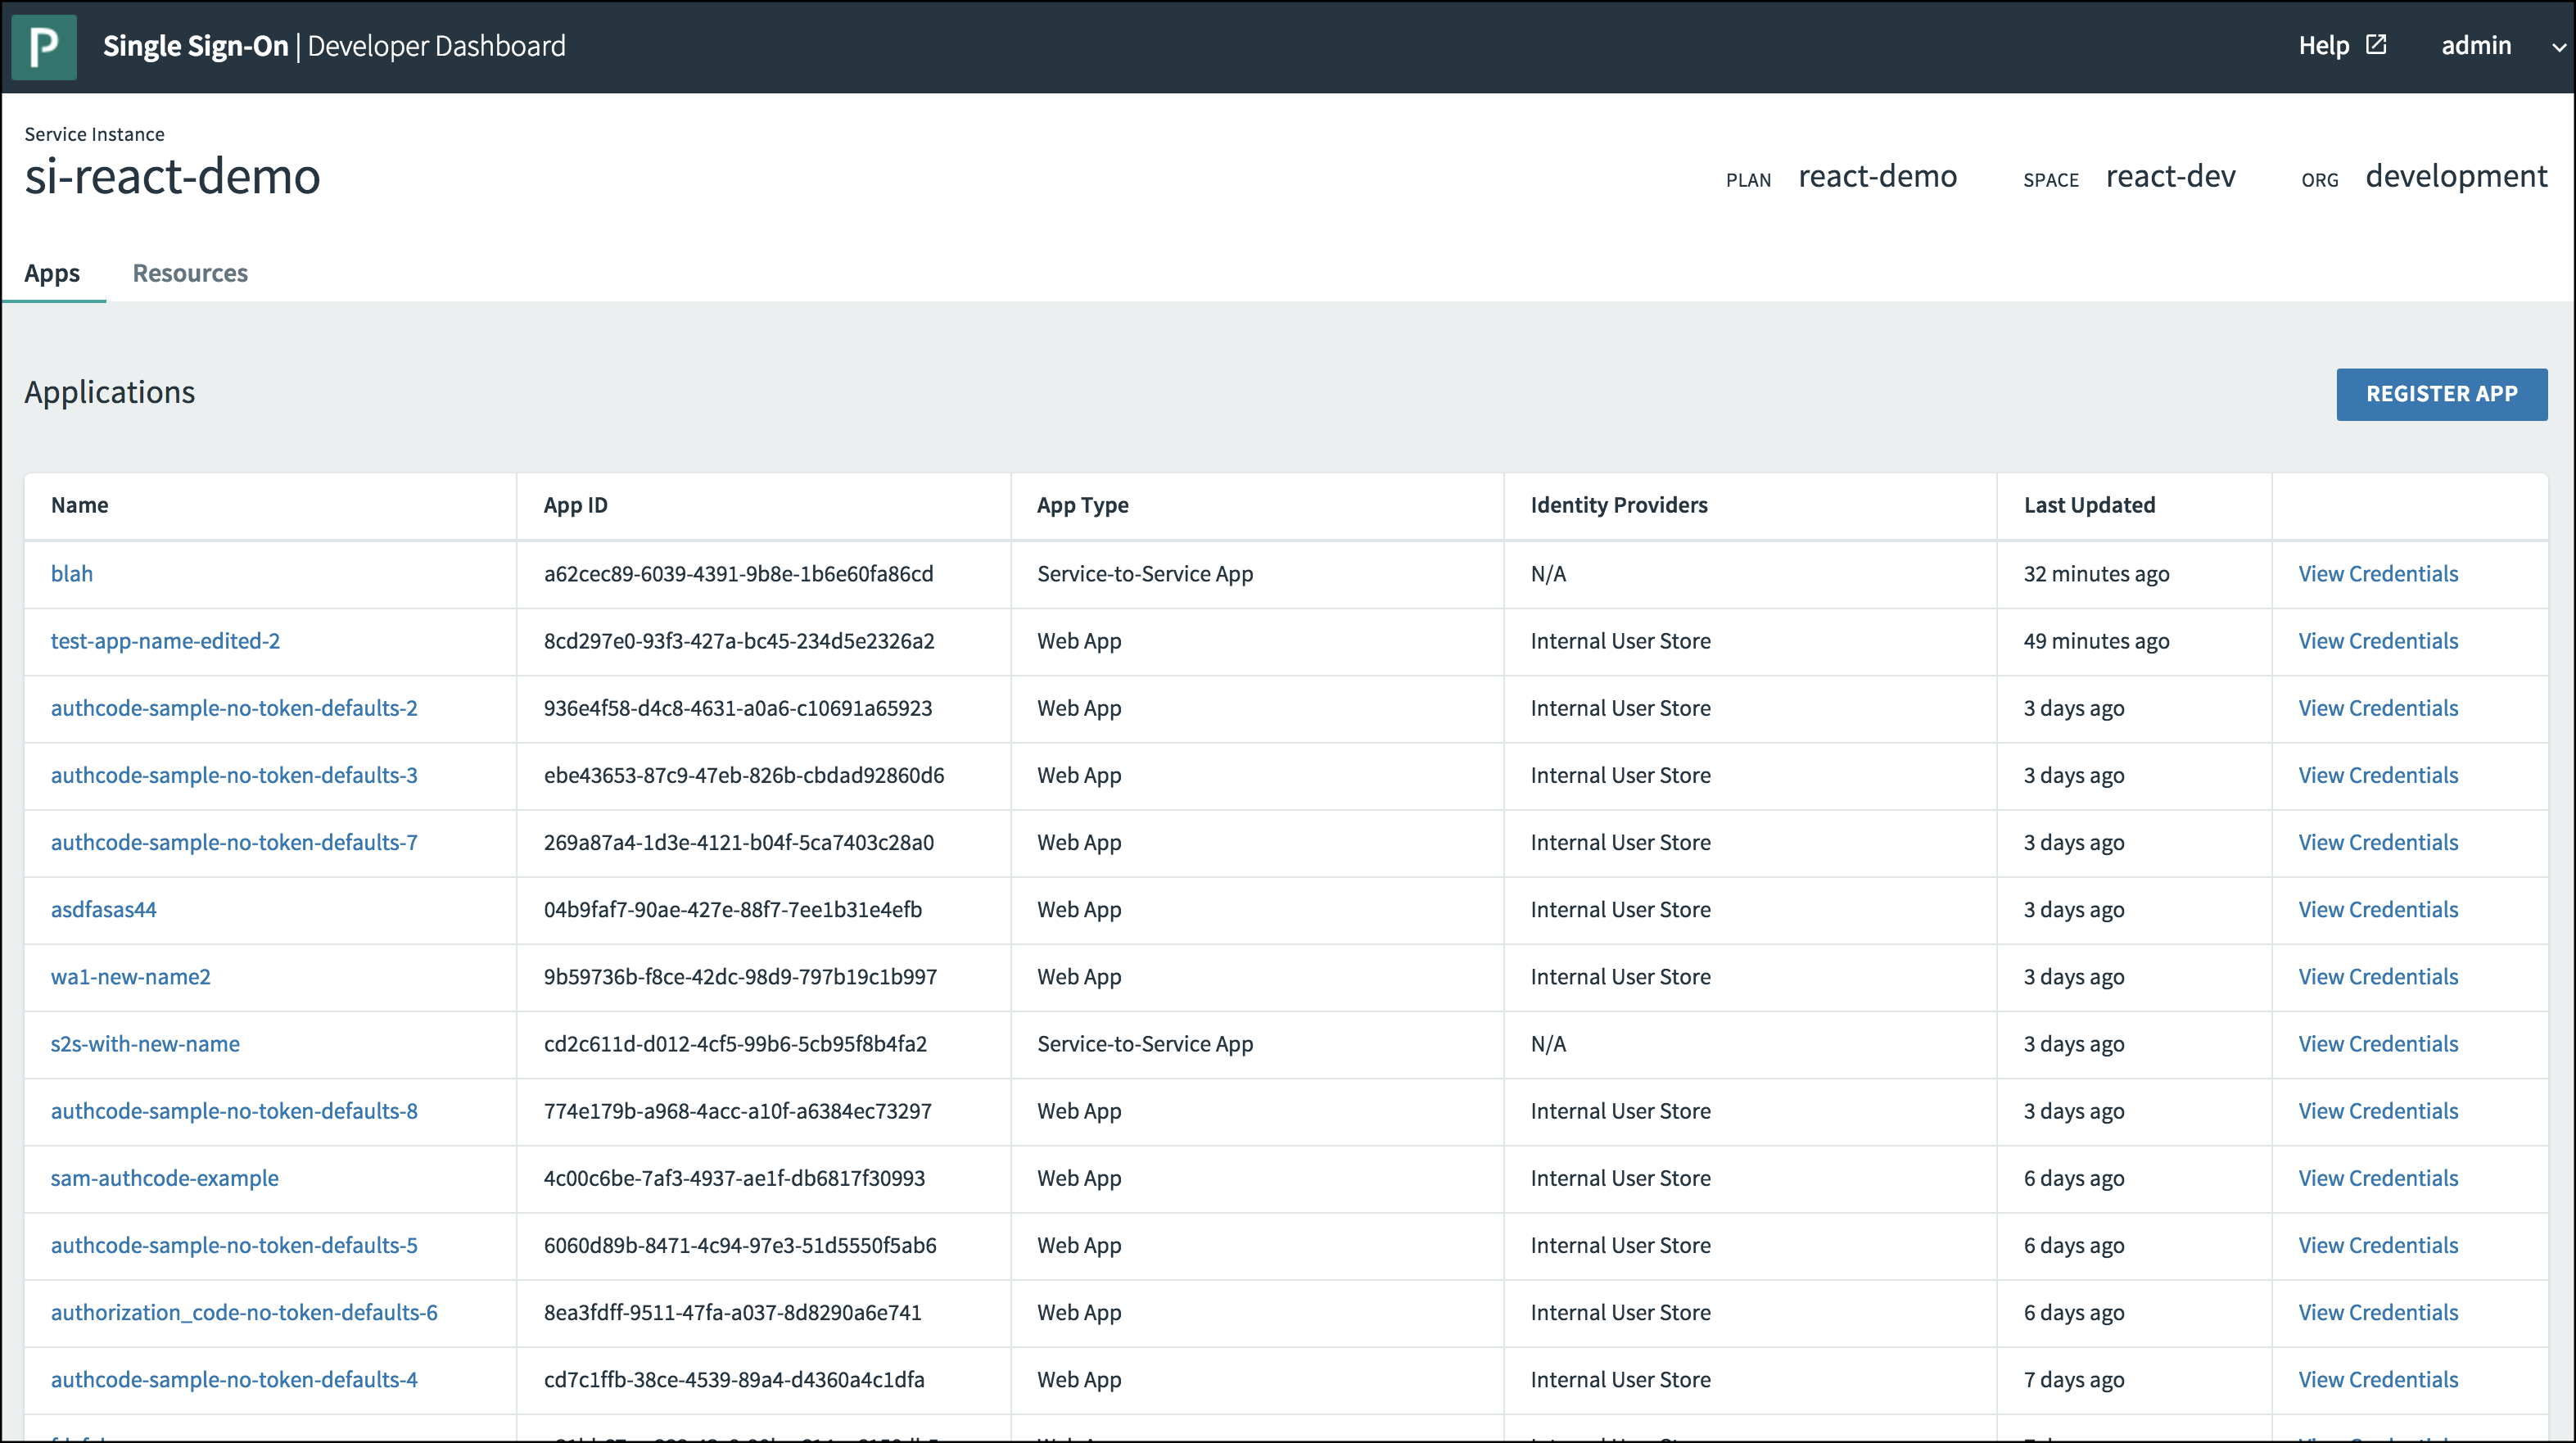 P Single Sign-On | Developer Dashboard Help admin
Service Instance
si-react-demo PLAN react-demo SPACE react-dev ORG development
Apps Resources
Applications REGISTER APP
Name App ID App Type Identity Providers Last Updated
blah a62cec89-6039-4391-9b8e-1b6e60fa86cd Service-to-Service App N/A 32 minutes ago View Credentials
test-app-name-edited-2 8cd297e0-93f3-427a-bc45-234d5e2326a2 Web App Internal User Store 49 minutes ago View Credentials
authcode-sample-no-token-defaults-2 936e4f58-d4c8-4631-a0a6-c10691a65923 Web App Internal User Store 3 days ago View Credentials
authcode-sample-no-token-defaults-3 ebe43653-87c9-47eb-826b-cbdad92860d6 Web App Internal User Store 3 days ago View Credentials
authcode-sample-no-token-defaults-7 269a87a4-1d3e-4121-b04f-5ca7403c28a0 Web App Internal User Store 3 days ago View Credentials
asdfasas44 04b9faf7-90ae-427e-88f7-7ee1b31e4efb Web App Internal User Store 3 days ago View Credentials
wa1-new-name2 9b59736b-f8ce-42dc-98d9-797b19c1b997 Web App Internal User Store 3 days ago View Credentials
s2s-with-new-name cd2c611d-d012-4cf5-99b6-5cb95f8b4fa2 Service-to-Service App N/A 3 days ago View Credentials
authcode-sample-no-token-defaults-8 774e179b-a968-4acc-a10f-a6384ec73297 Web App Internal User Store 3 days ago View Credentials
sam-authcode-example 4c00c6be-7af3-4937-ae1f-db6817f30993 Web App Internal User Store 6 days ago View Credentials
authcode-sample-no-token-defaults-5 6060d89b-8471-4c94-97e3-51d5550f5ab6 Web App Internal User Store 6 days ago View Credentials
authorization_code-no-token-defaults-6 8ea3fdff-9511-47fa-a037-8d8290a6e741 Web App Internal User Store 6 days ago View Credentials
authcode-sample-no-token-defaults-4 cd7c1ffb-38ce-4539-89a4-d4360a4c1dfa Web App Internal User Store 7 days ago View Credentials